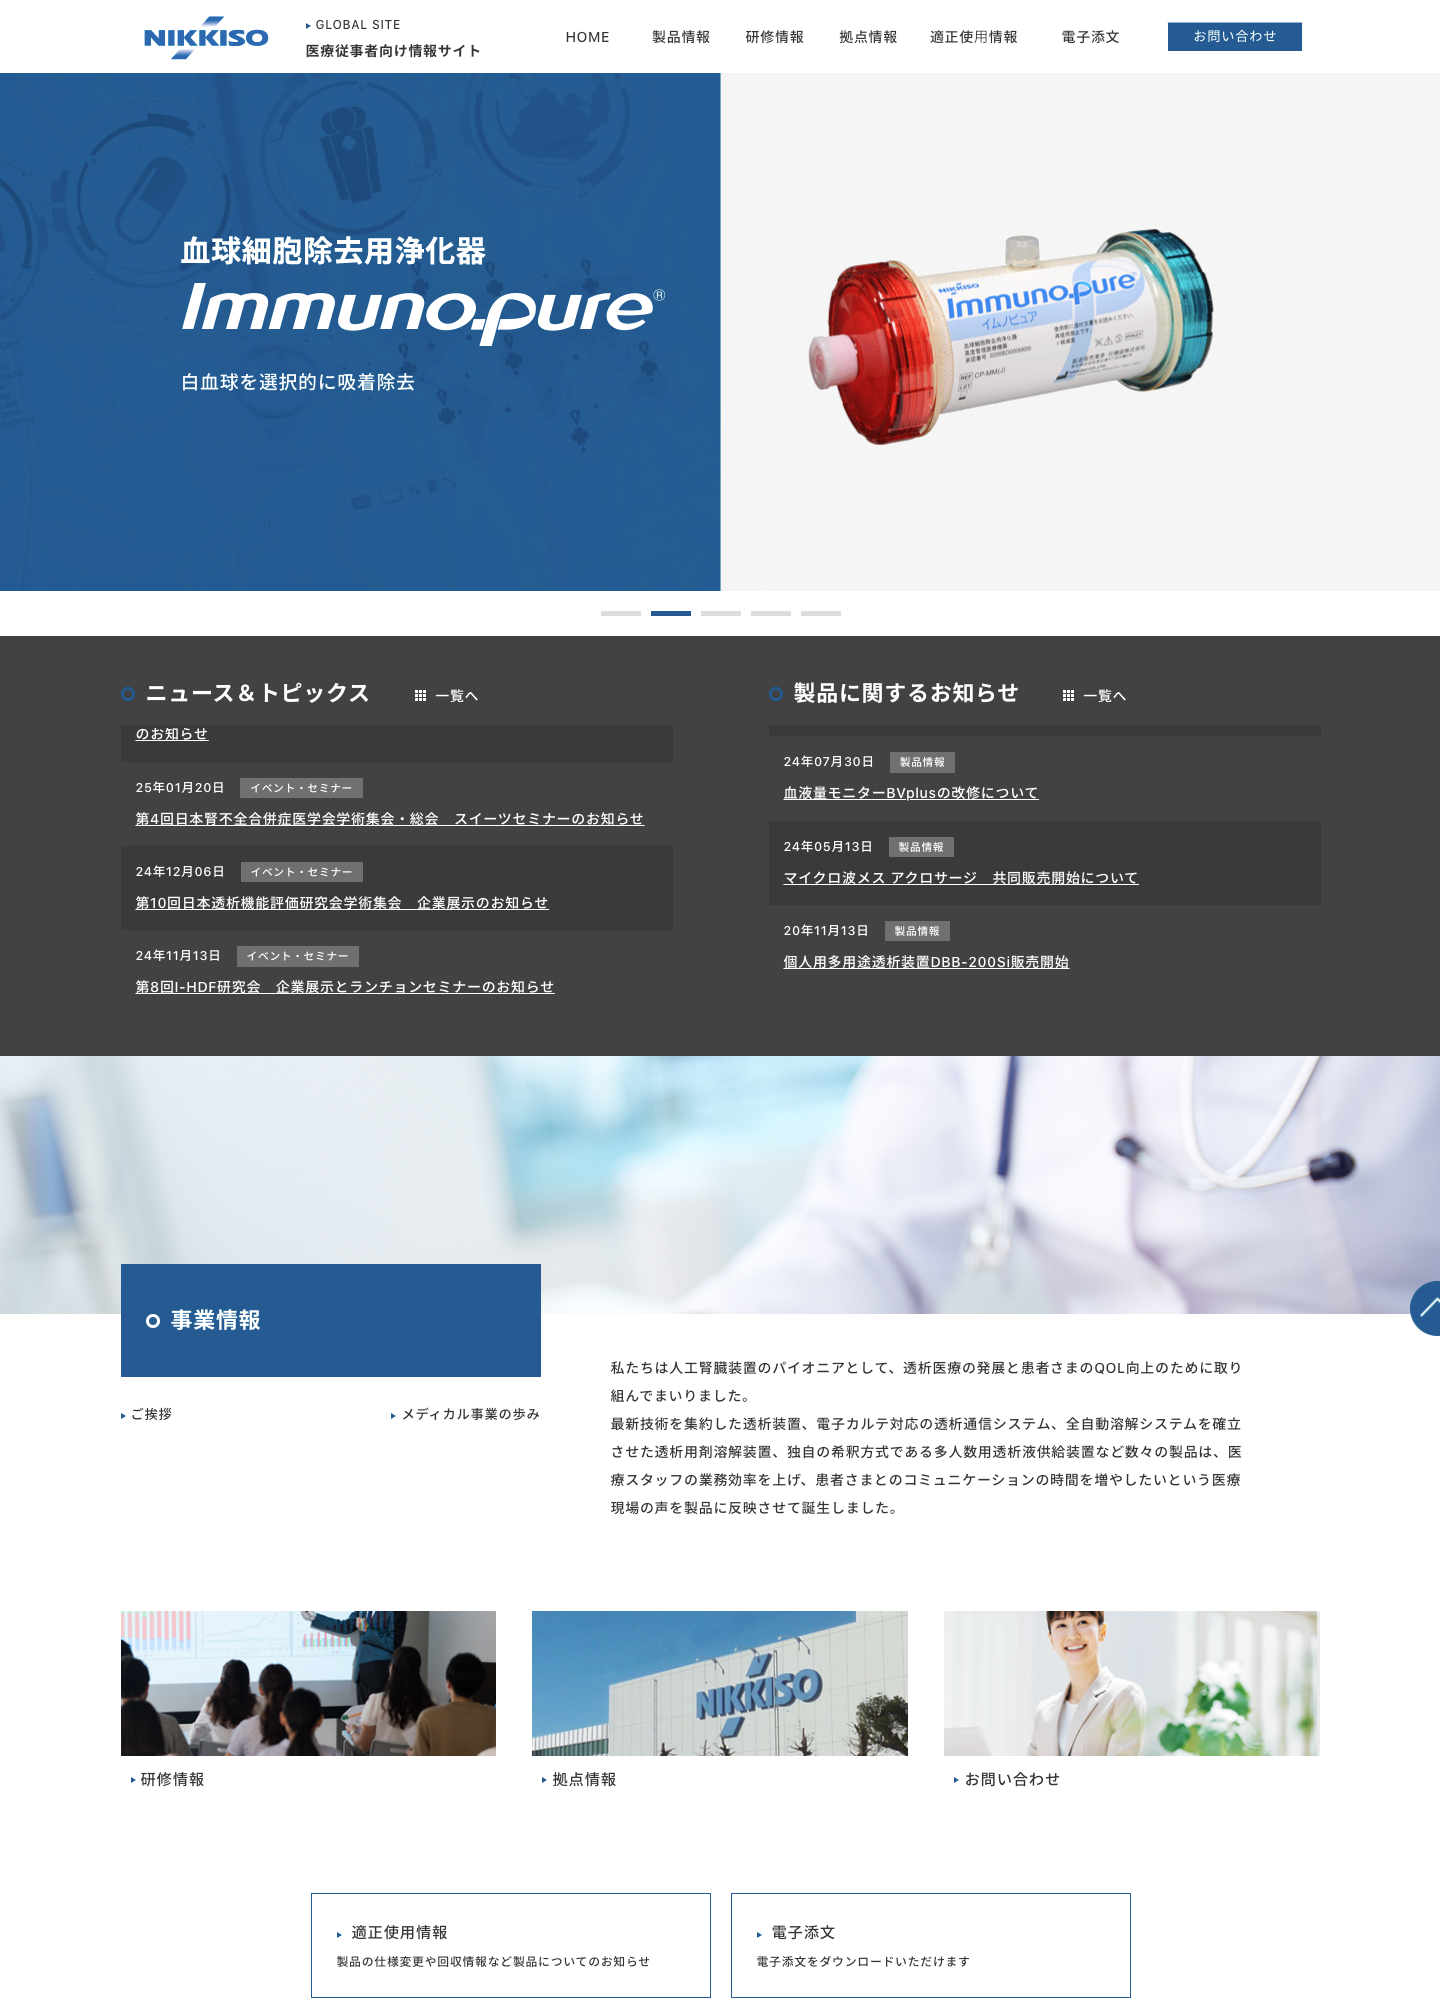 NIKKISO
GLOBAL SITE
医療従事者向け情報サイト
HOME
製品情報
研修情報
拠点情報
適正使用情報
電子添文
お問い合わせ
血球細胞除去用浄化器
Immunopure®
白血球を選択的に吸着除去
NIKKISO
Immunopure
イムノピュア
血球細胞除去用浄化器
高度管理医療機器
REF CP-MM(J)
LOT
ニュース＆トピックス
一覧へ
のお知らせ
25年01月20日 イベント・セミナー
第4回日本腎不全合併症医学会学術集会・総会　スイーツセミナーのお知らせ
24年12月06日 イベント・セミナー
第10回日本透析機能評価研究会学術集会　企業展示のお知らせ
24年11月13日 イベント・セミナー
第8回I-HDF研究会　企業展示とランチョンセミナーのお知らせ
製品に関するお知らせ
一覧へ
24年07月30日 製品情報
血液量モニターBVplusの改修について
24年05月13日 製品情報
マイクロ波メス アクロサージ　共同販売開始について
20年11月13日 製品情報
個人用多用途透析装置DBB-200Si販売開始
事業情報
ご挨拶
メディカル事業の歩み
私たちは人工腎臓装置のパイオニアとして、透析医療の発展と患者さまのQOL向上のために取り
組んでまいりました。
最新技術を集約した透析装置、電子カルテ対応の透析通信システム、全自動溶解システムを確立
させた透析用剤溶解装置、独自の希釈方式である多人数用透析液供給装置など数々の製品は、医
療スタッフの業務効率を上げ、患者さまとのコミュニケーションの時間を増やしたいという医療
現場の声を製品に反映させて誕生しました。
NIKKISO
研修情報
拠点情報
お問い合わせ
適正使用情報
製品の仕様変更や回収情報など製品についてのお知らせ
電子添文
電子添文をダウンロードいただけます